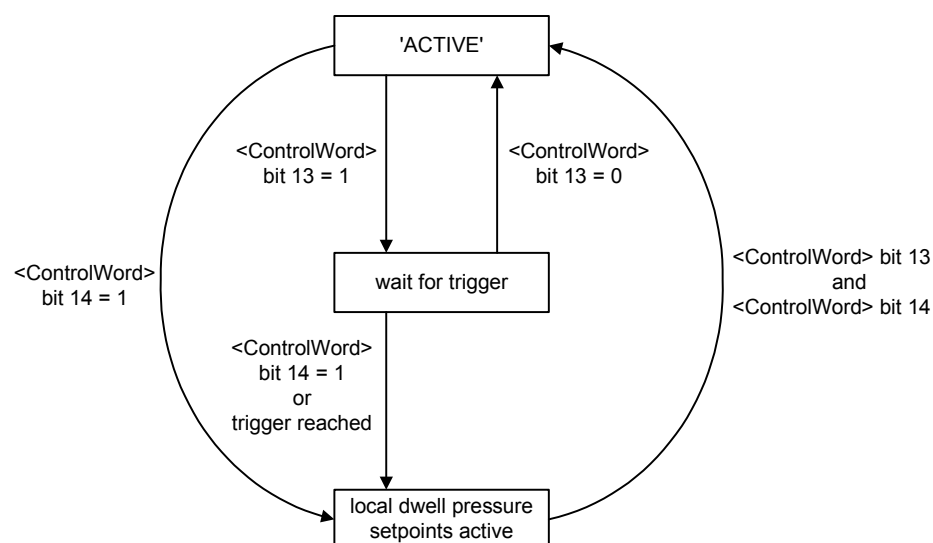 'ACTIVE'
<ControlWord>
bit 13 = 1
<ControlWord>
bit 13 = 0
<ControlWord>
bit 14 = 1
wait for trigger
<ControlWord> bit 13
and
<ControlWord> bit 14
<ControlWord>
bit 14 = 1
or
trigger reached
local dwell pressure
setpoints active